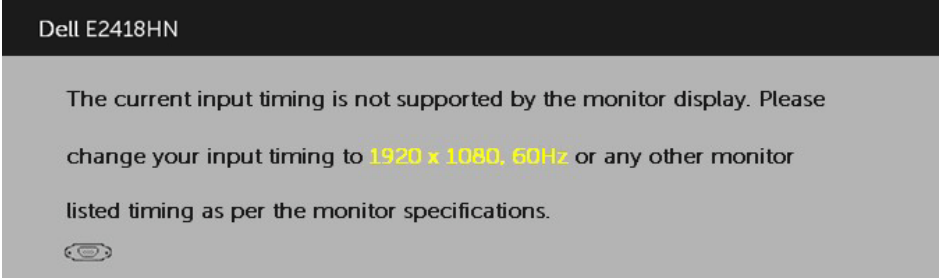 Dell E2418HN
The current input timing is not supported by the monitor display. Please
change your input timing to 1920 x 1080, 60Hz or any other monitor
listed timing as per the monitor specifications.